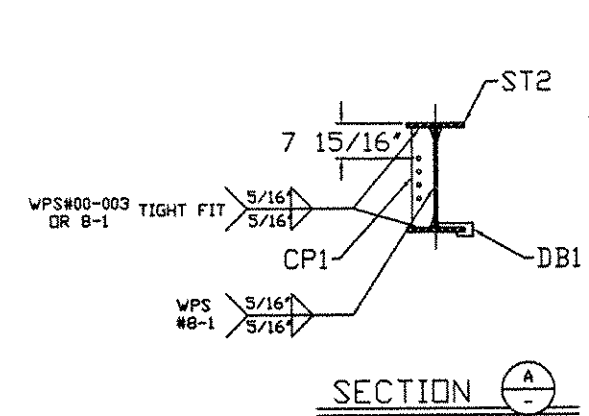 ST2
7 15/16"
WPS#00-003
OR 8-1
TIGHT FIT
5/16"
5/16"
CP1
DB1
WPS
#8-1
5/16"
5/16"
SECTION
A
-